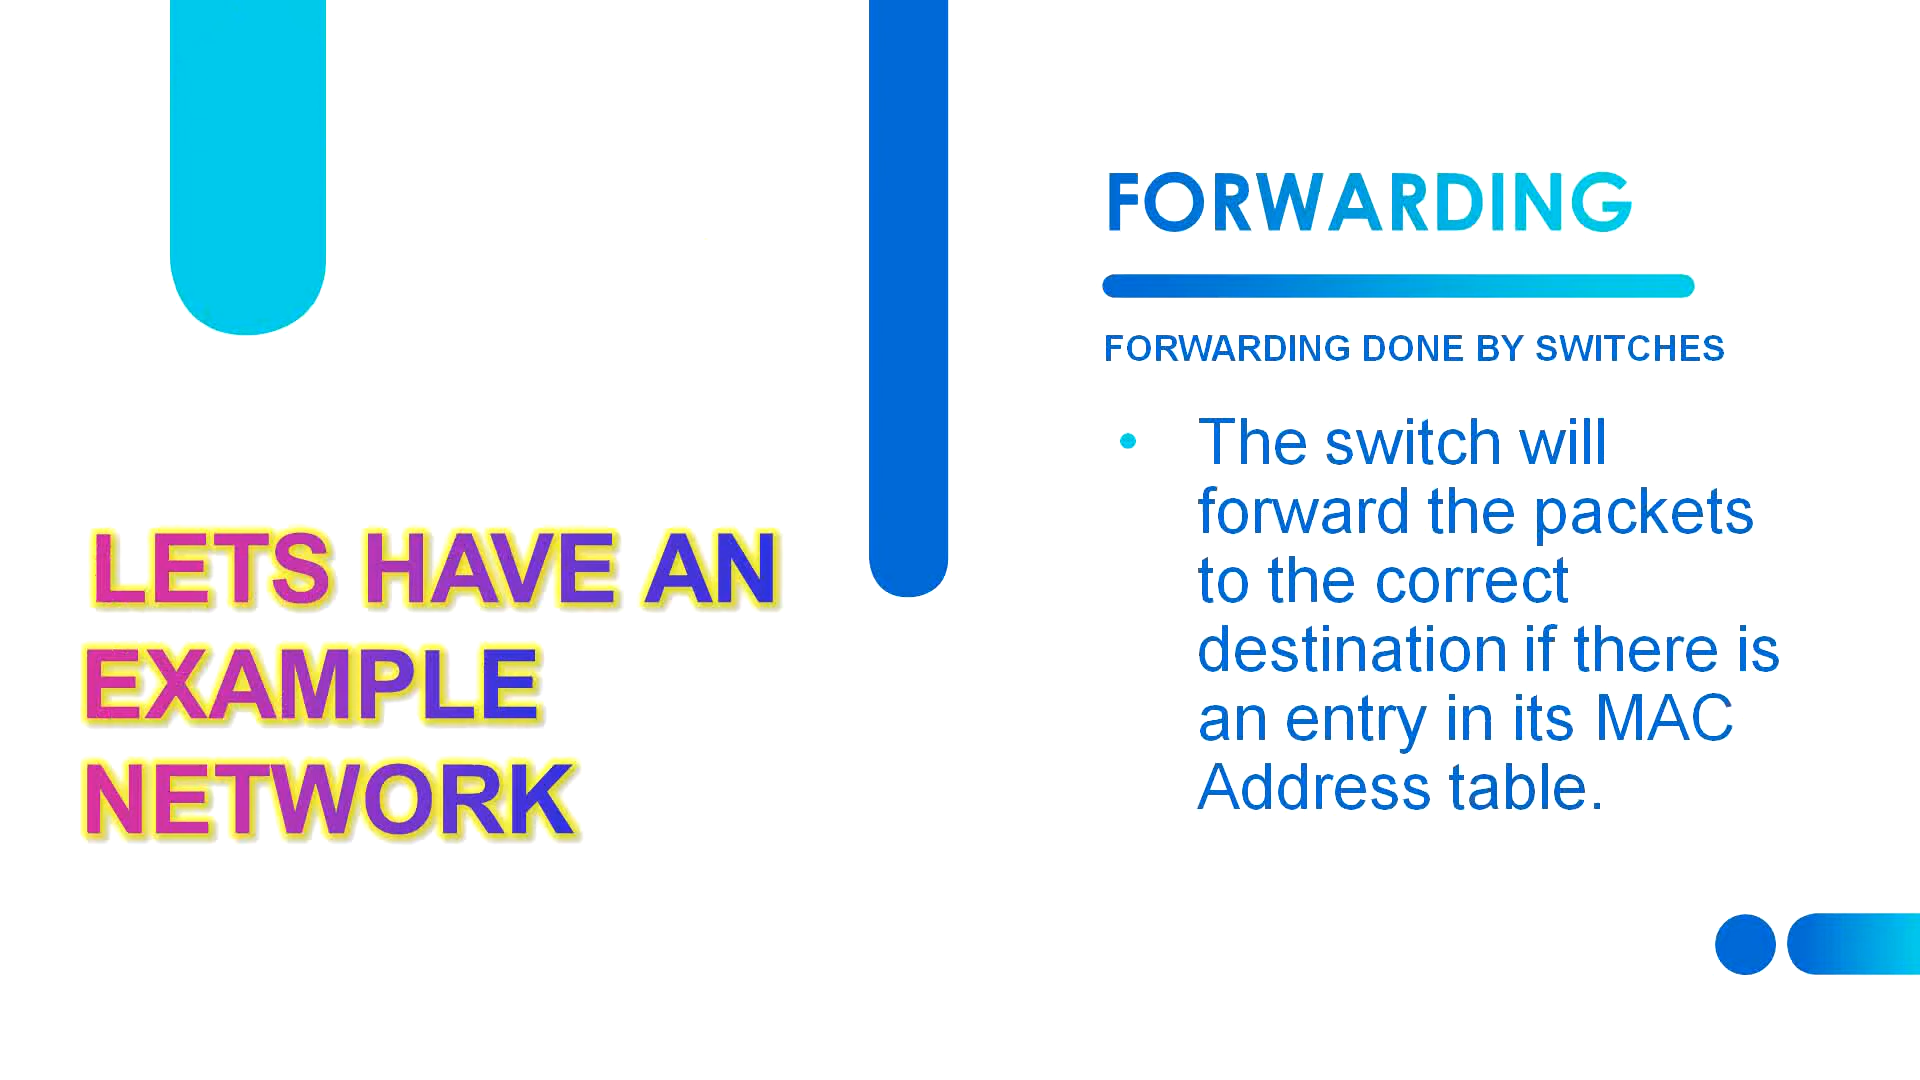 LETS HAVE AN
EXAMPLE
NETWORK
FORWARDING
FORWARDING DONE BY SWITCHES
• The switch will
forward the packets
to the correct
destination if there is
an entry in its MAC
Address table.